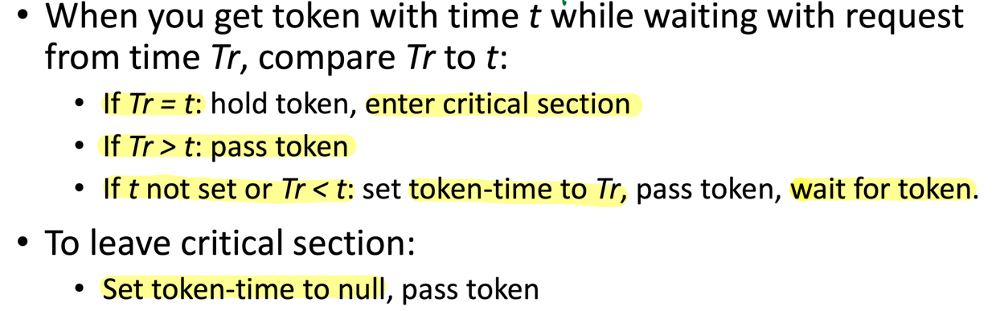 • When you get token with time t while waiting with request
from time Tr, compare Tr to t:
• If Tr = t: hold token, enter critical section
• If Tr > t: pass token
• If t not set or Tr < t: set token-time to Tr, pass token, wait for token.
• To leave critical section:
• Set token-time to null, pass token